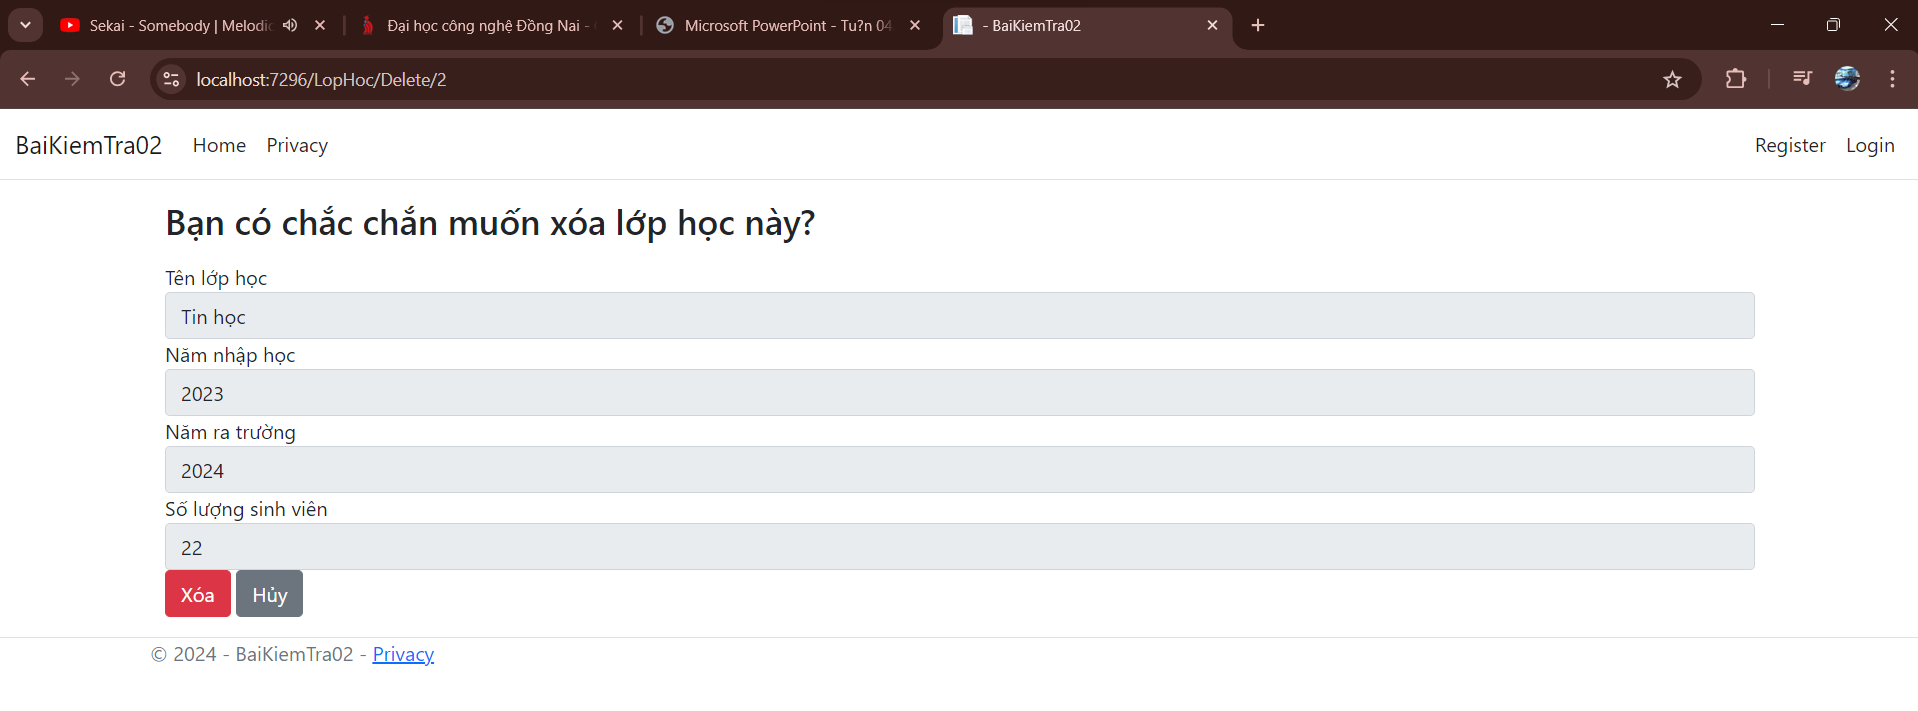 Sekai - Somebody | Melodic
Đại học công nghệ Đồng Nai -
Microsoft PowerPoint - Tu?n 04
- BaiKiemTra02
localhost:7296/LopHoc/Delete/2
BaiKiemTra02 Home Privacy Register Login
Bạn có chắc chắn muốn xóa lớp học này?
Tên lớp học
Tin học
Năm nhập học
2023
Năm ra trường
2024
Số lượng sinh viên
22
Xóa Hủy
© 2024 - BaiKiemTra02 - Privacy